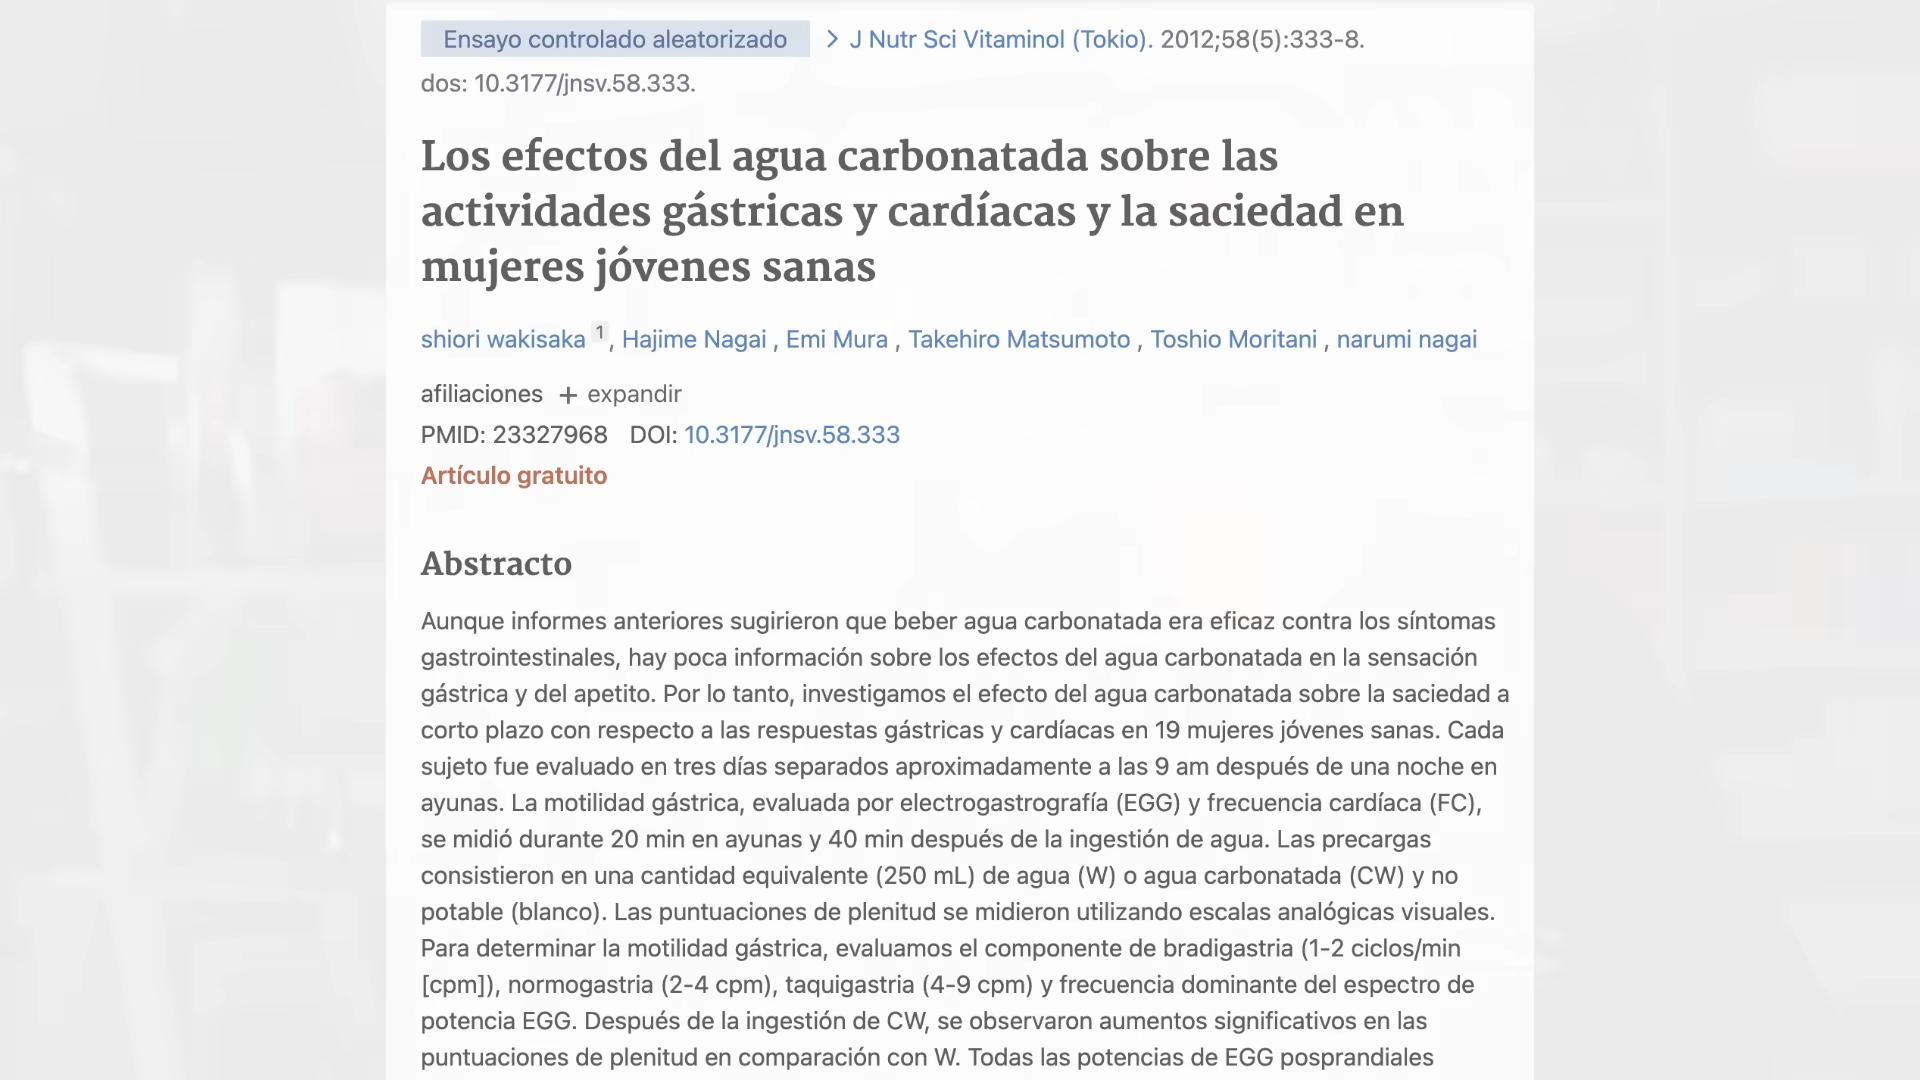 Ensayo controlado aleatorizado > J Nutr Sci Vitaminol (Tokio). 2012;58(5):333-8.
dos: 10.3177/jnsv.58.333.
Los efectos del agua carbonatada sobre las
actividades gástricas y cardíacas y la saciedad en
mujeres jóvenes sanas
shiori wakisaka 1 , Hajime Nagai , Emi Mura , Takehiro Matsumoto , Toshio Moritani , narumi nagai
afiliaciones + expandir
PMID: 23327968 DOI: 10.3177/jnsv.58.333
Artículo gratuito
Abstracto
Aunque informes anteriores sugirieron que beber agua carbonatada era eficaz contra los síntomas
gastrointestinales, hay poca información sobre los efectos del agua carbonatada en la sensación
gástrica y del apetito. Por lo tanto, investigamos el efecto del agua carbonatada sobre la saciedad a
corto plazo con respecto a las respuestas gástricas y cardíacas en 19 mujeres jóvenes sanas. Cada
sujeto fue evaluado en tres días separados aproximadamente a las 9 am después de una noche en
ayunas. La motilidad gástrica, evaluada por electrogastrografía (EGG) y frecuencia cardíaca (FC),
se midió durante 20 min en ayunas y 40 min después de la ingestión de agua. Las precargas
consistieron en una cantidad equivalente (250 mL) de agua (W) o agua carbonatada (CW) y no
potable (blanco). Las puntuaciones de plenitud se midieron utilizando escalas analógicas visuales.
Para determinar la motilidad gástrica, evaluamos el componente de bradigastria (1-2 ciclos/min
[cpm]), normogastria (2-4 cpm), taquigastria (4-9 cpm) y frecuencia dominante del espectro de
potencia EGG. Después de la ingestión de CW, se observaron aumentos significativos en las
puntuaciones de plenitud en comparación con W. Todas las potencias de EGG posprandiales